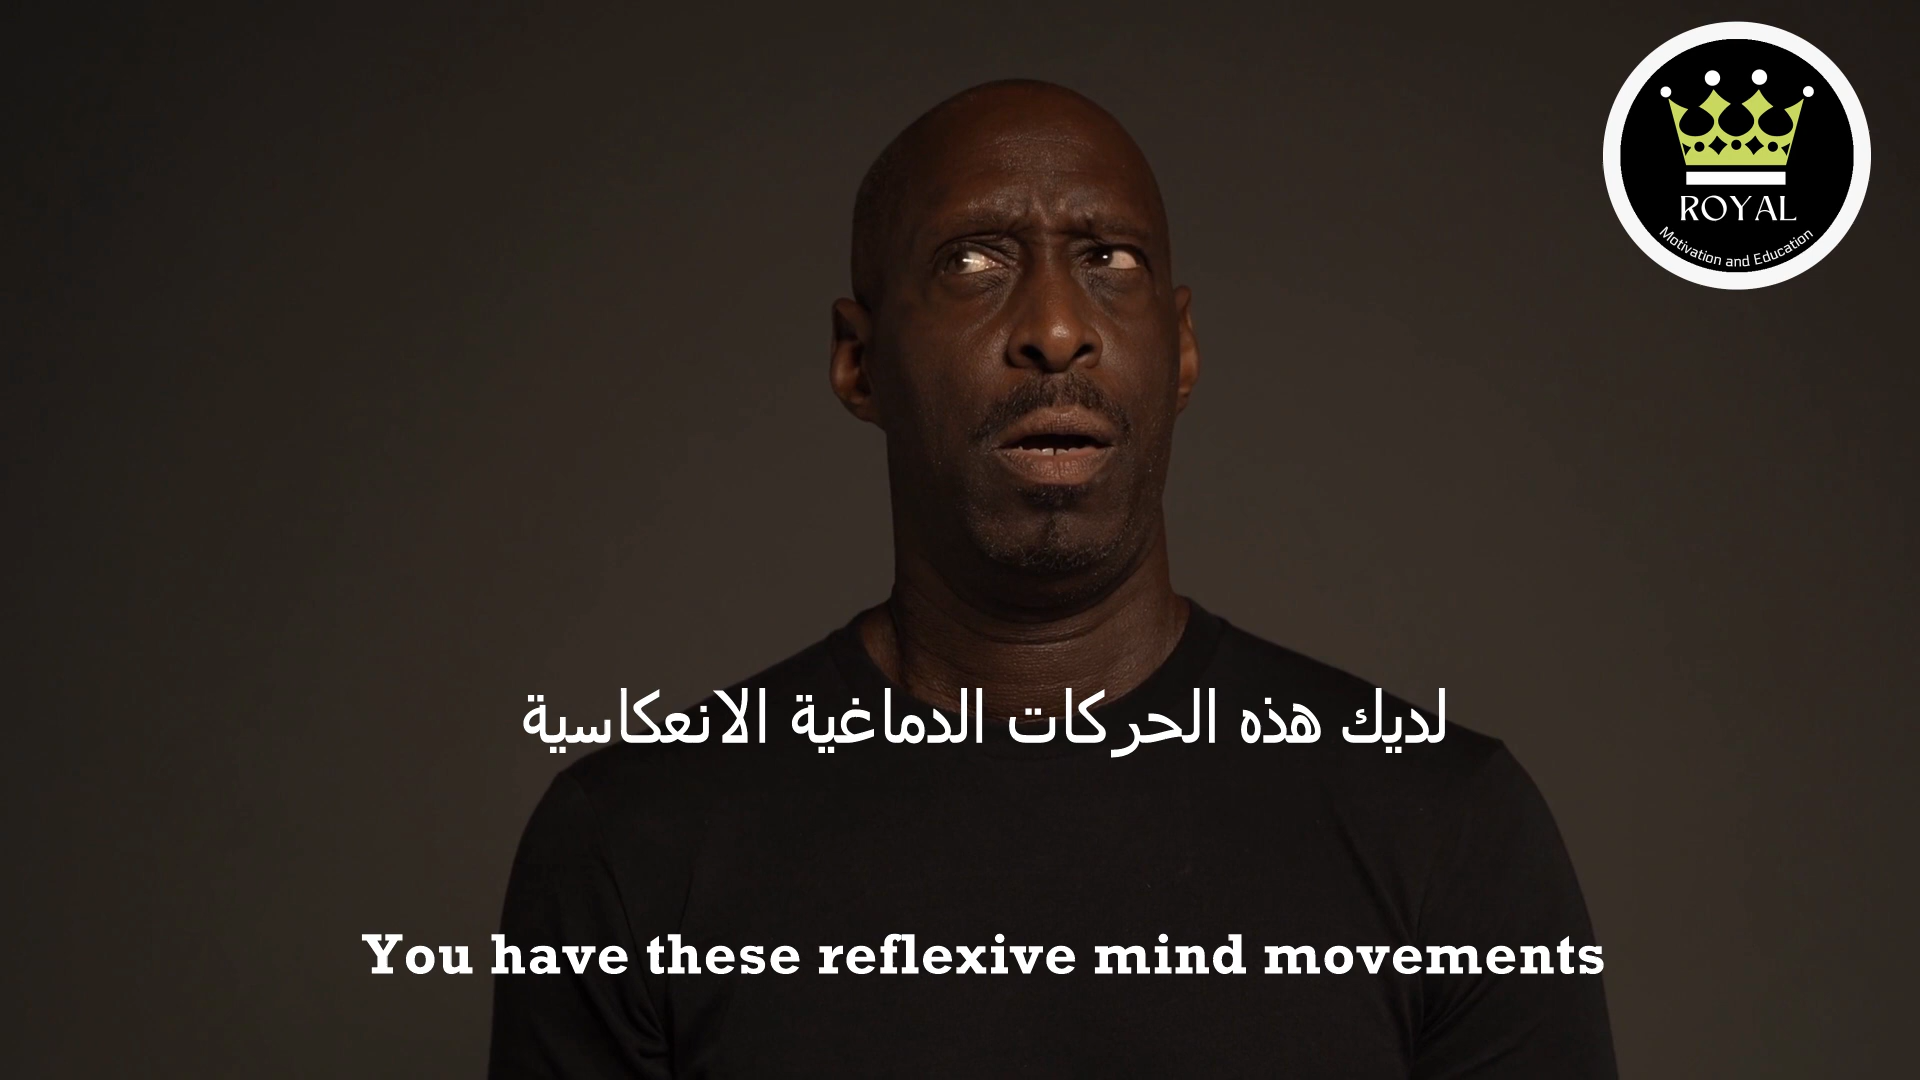 ROYAL
Motivation and Education
لديك هذه الحركات الدماغية الانعكاسية
You have these reflexive mind movements